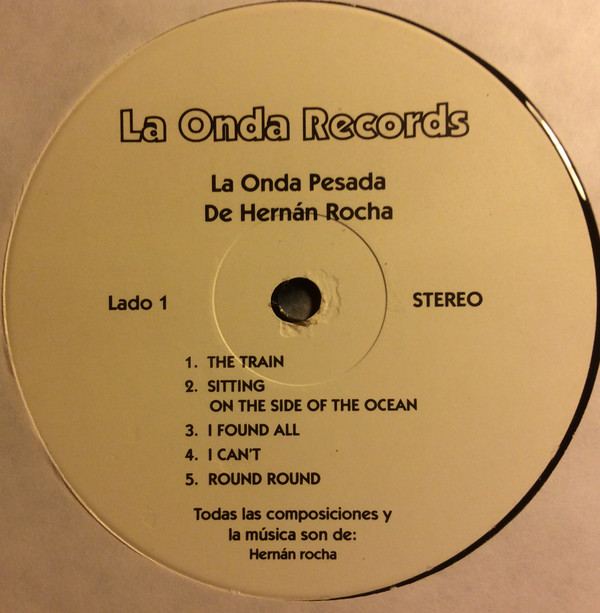 La Onda Records
La Onda Pesada
De Hernán Rocha
Lado 1
STEREO
1. THE TRAIN
2. SITTING
ON THE SIDE OF THE OCEAN
3. I FOUND ALL
4. I CAN'T
5. ROUND ROUND
Todas las composiciones y
la música son de:
Hernán rocha